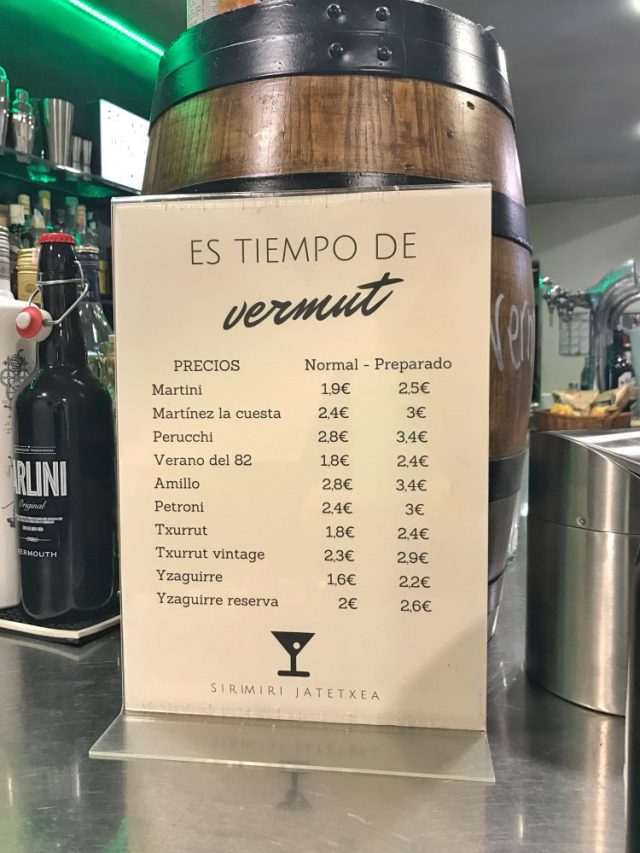 ES TIEMPO DE
vermut
PRECIOS Normal - Preparado
Martini 1,9€ 2,5€
Martínez la cuesta 2,4€ 3€
Perucchi 2,8€ 3,4€
Verano del 82 1,8€ 2,4€
Amillo 2,8€ 3,4€
Petroni 2,4€ 3€
Txurrut 1,8€ 2,4€
Txurrut vintage 2,3€ 2,9€
Yzaguirre 1,6€ 2,2€
Yzaguirre reserva 2€ 2,6€
SIRIMIRI JATETXEA
Original